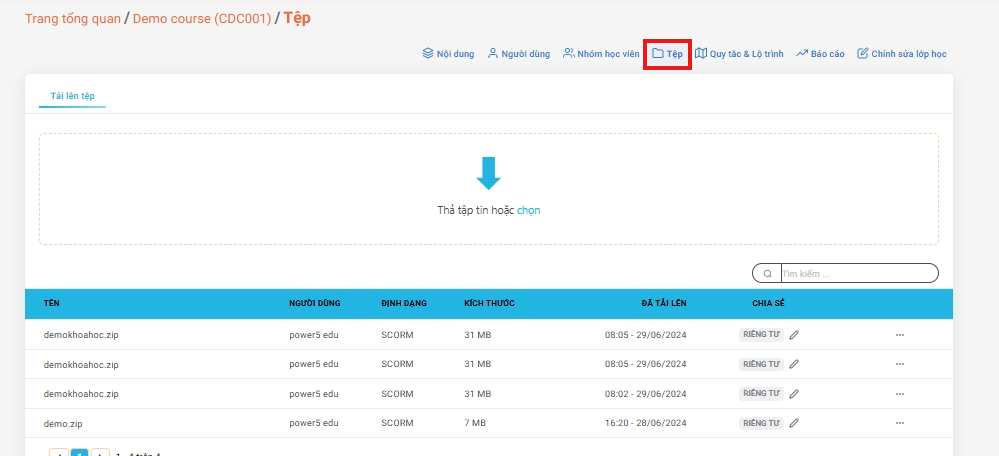 Trang tổng quan / Demo course (CDC001) / Tệp
Nội dung Người dùng Nhóm học viên Tệp Quy tắc & Lộ trình Báo cáo Chỉnh sửa lớp học
Tải lên tệp
Thả tập tin hoặc chọn
Tìm kiếm ...
TÊN NGƯỜI DÙNG ĐỊNH DẠNG KÍCH THƯỚC ĐÃ TẢI LÊN CHIA SẺ
demokhoahoc.zip power5 edu SCORM 31 MB 08:05 - 29/06/2024 RIÊNG TƯ ...
demokhoahoc.zip power5 edu SCORM 31 MB 08:05 - 29/06/2024 RIÊNG TƯ ...
demokhoahoc.zip power5 edu SCORM 31 MB 08:02 - 29/06/2024 RIÊNG TƯ ...
demo.zip power5 edu SCORM 7 MB 16:20 - 28/06/2024 RIÊNG TƯ ...